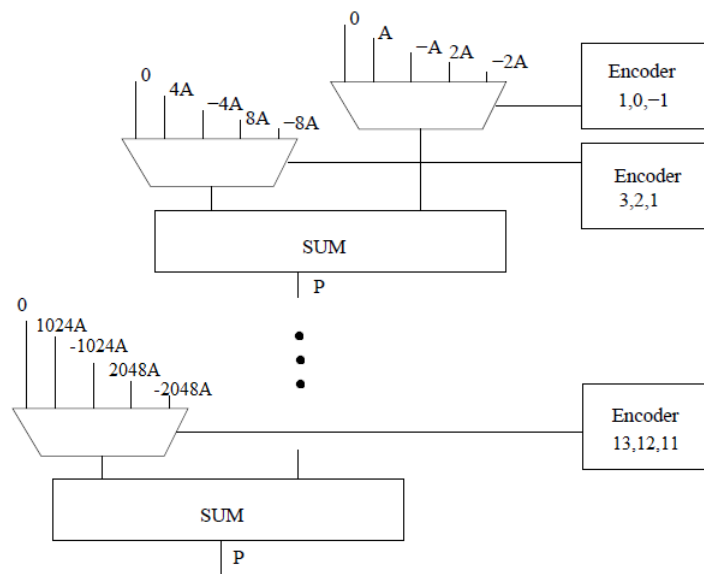 0
A
−A
2A
−2A
Encoder
1,0,−1
0
4A
−4A
8A
−8A
Encoder
3,2,1
SUM
P
0
1024A
-1024A
2048A
-2048A
Encoder
13,12,11
SUM
P